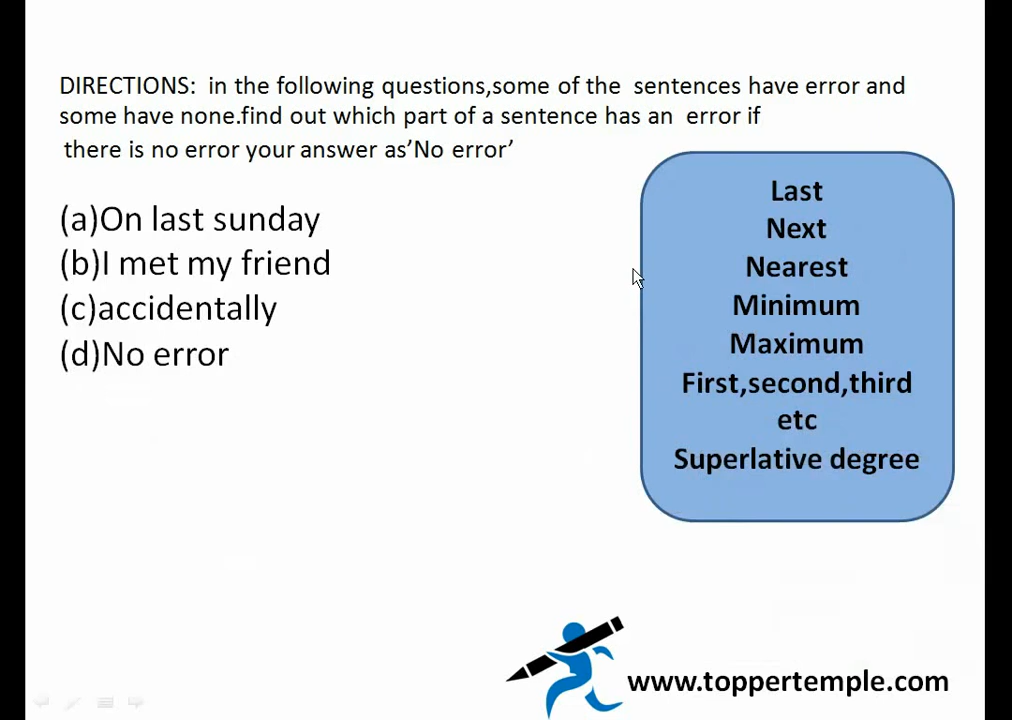 DIRECTIONS:  in the following questions,some of the  sentences have error and
some have none.find out which part of a sentence has an  error if
there is no error your answer as’No error’
(a)On last sunday
(b)I met my friend
(c)accidentally
(d)No error
Last
Next
Nearest
Minimum
Maximum
First,second,third
etc
Superlative degree
www.toppertemple.com